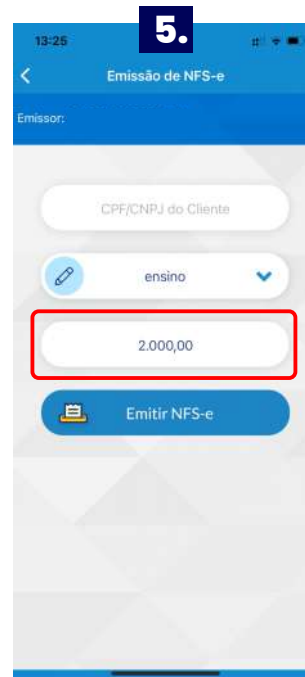 5.
13:25
Emissão de NFS-e
Emissor:
CPF/CNPJ do Cliente
ensino
2.000,00
Emitir NFS-e